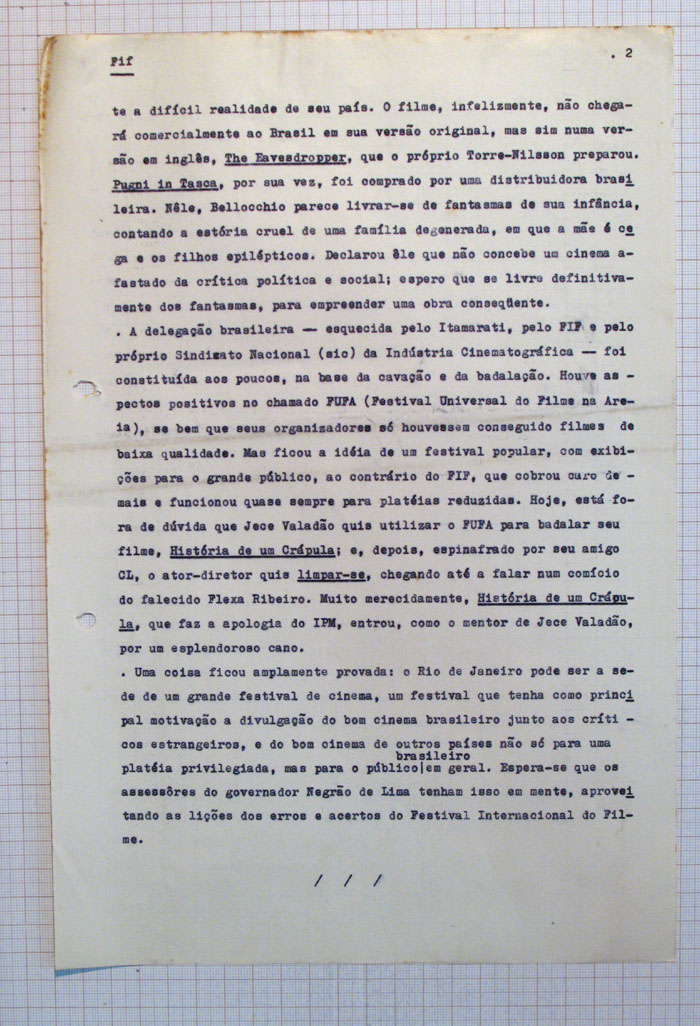 Fif
. 2
te a difícil realidade de seu país. O filme, infelizmente, não chega-
rá comercialmente ao Brasil em sua versão original, mas sim numa ver-
são em inglês, The Eavesdropper, que o próprio Torre-Nilsson preparou.
Pugni in Tasca, por sua vez, foi comprado por uma distribuidora brasi
leira. Nêle, Bellocchio parece livrar-se de fantasmas de sua infância,
contando a estória cruel de uma família degenerada, em que a mãe é ce
ga e os filhos epilépticos. Declarou êle que não concebe um cinema a-
fastado da crítica política e social; espero que se livre definitiva-
mente dos fantasmas, para empreender uma obra conseqüente.
. A delegação brasileira — esquecida pelo Itamarati, pelo FIF e pelo
próprio Sindicato Nacional (sic) da Indústria Cinematográfica — foi
constituída aos poucos, na base da cavação e da badalação. Houve as -
pectos positivos no chamado FUFA (Festival Universal do Filme na Are-
ia), se bem que seus organizadores só houvessem conseguido filmes de
baixa qualidade. Mas ficou a idéia de um festival popular, com exibi-
ções para o grande público, ao contrário do FIF, que cobrou caro de -
mais e funcionou quase sempre para platéias reduzidas. Hoje, está fo-
ra de dúvida que Jece Valadão quis utilizar o FUFA para badalar seu
filme, História de um Crápula; e, depois, espinafrado por seu amigo
CL, o ator-diretor quis limpar-se, chegando até a falar num comício
do falecido Flexa Ribeiro. Muito merecidamente, História de um Crápu-
la, que faz a apologia do IPM, entrou, como o mentor de Jece Valadão,
por um esplendoroso cano.
. Uma coisa ficou amplamente provada: o Rio de Janeiro pode ser a se-
de de um grande festival de cinema, um festival que tenha como princi
pal motivação a divulgação do bom cinema brasileiro junto aos críti -
cos estrangeiros, e do bom cinema de outros países não só para uma
brasileiro
platéia privilegiada, mas para o público|em geral. Espera-se que os
assessôres do governador Negrão de Lima tenham isso em mente, aprovei
tando as lições dos erros e acertos do Festival Internacional do Fil-
me.
/ / /